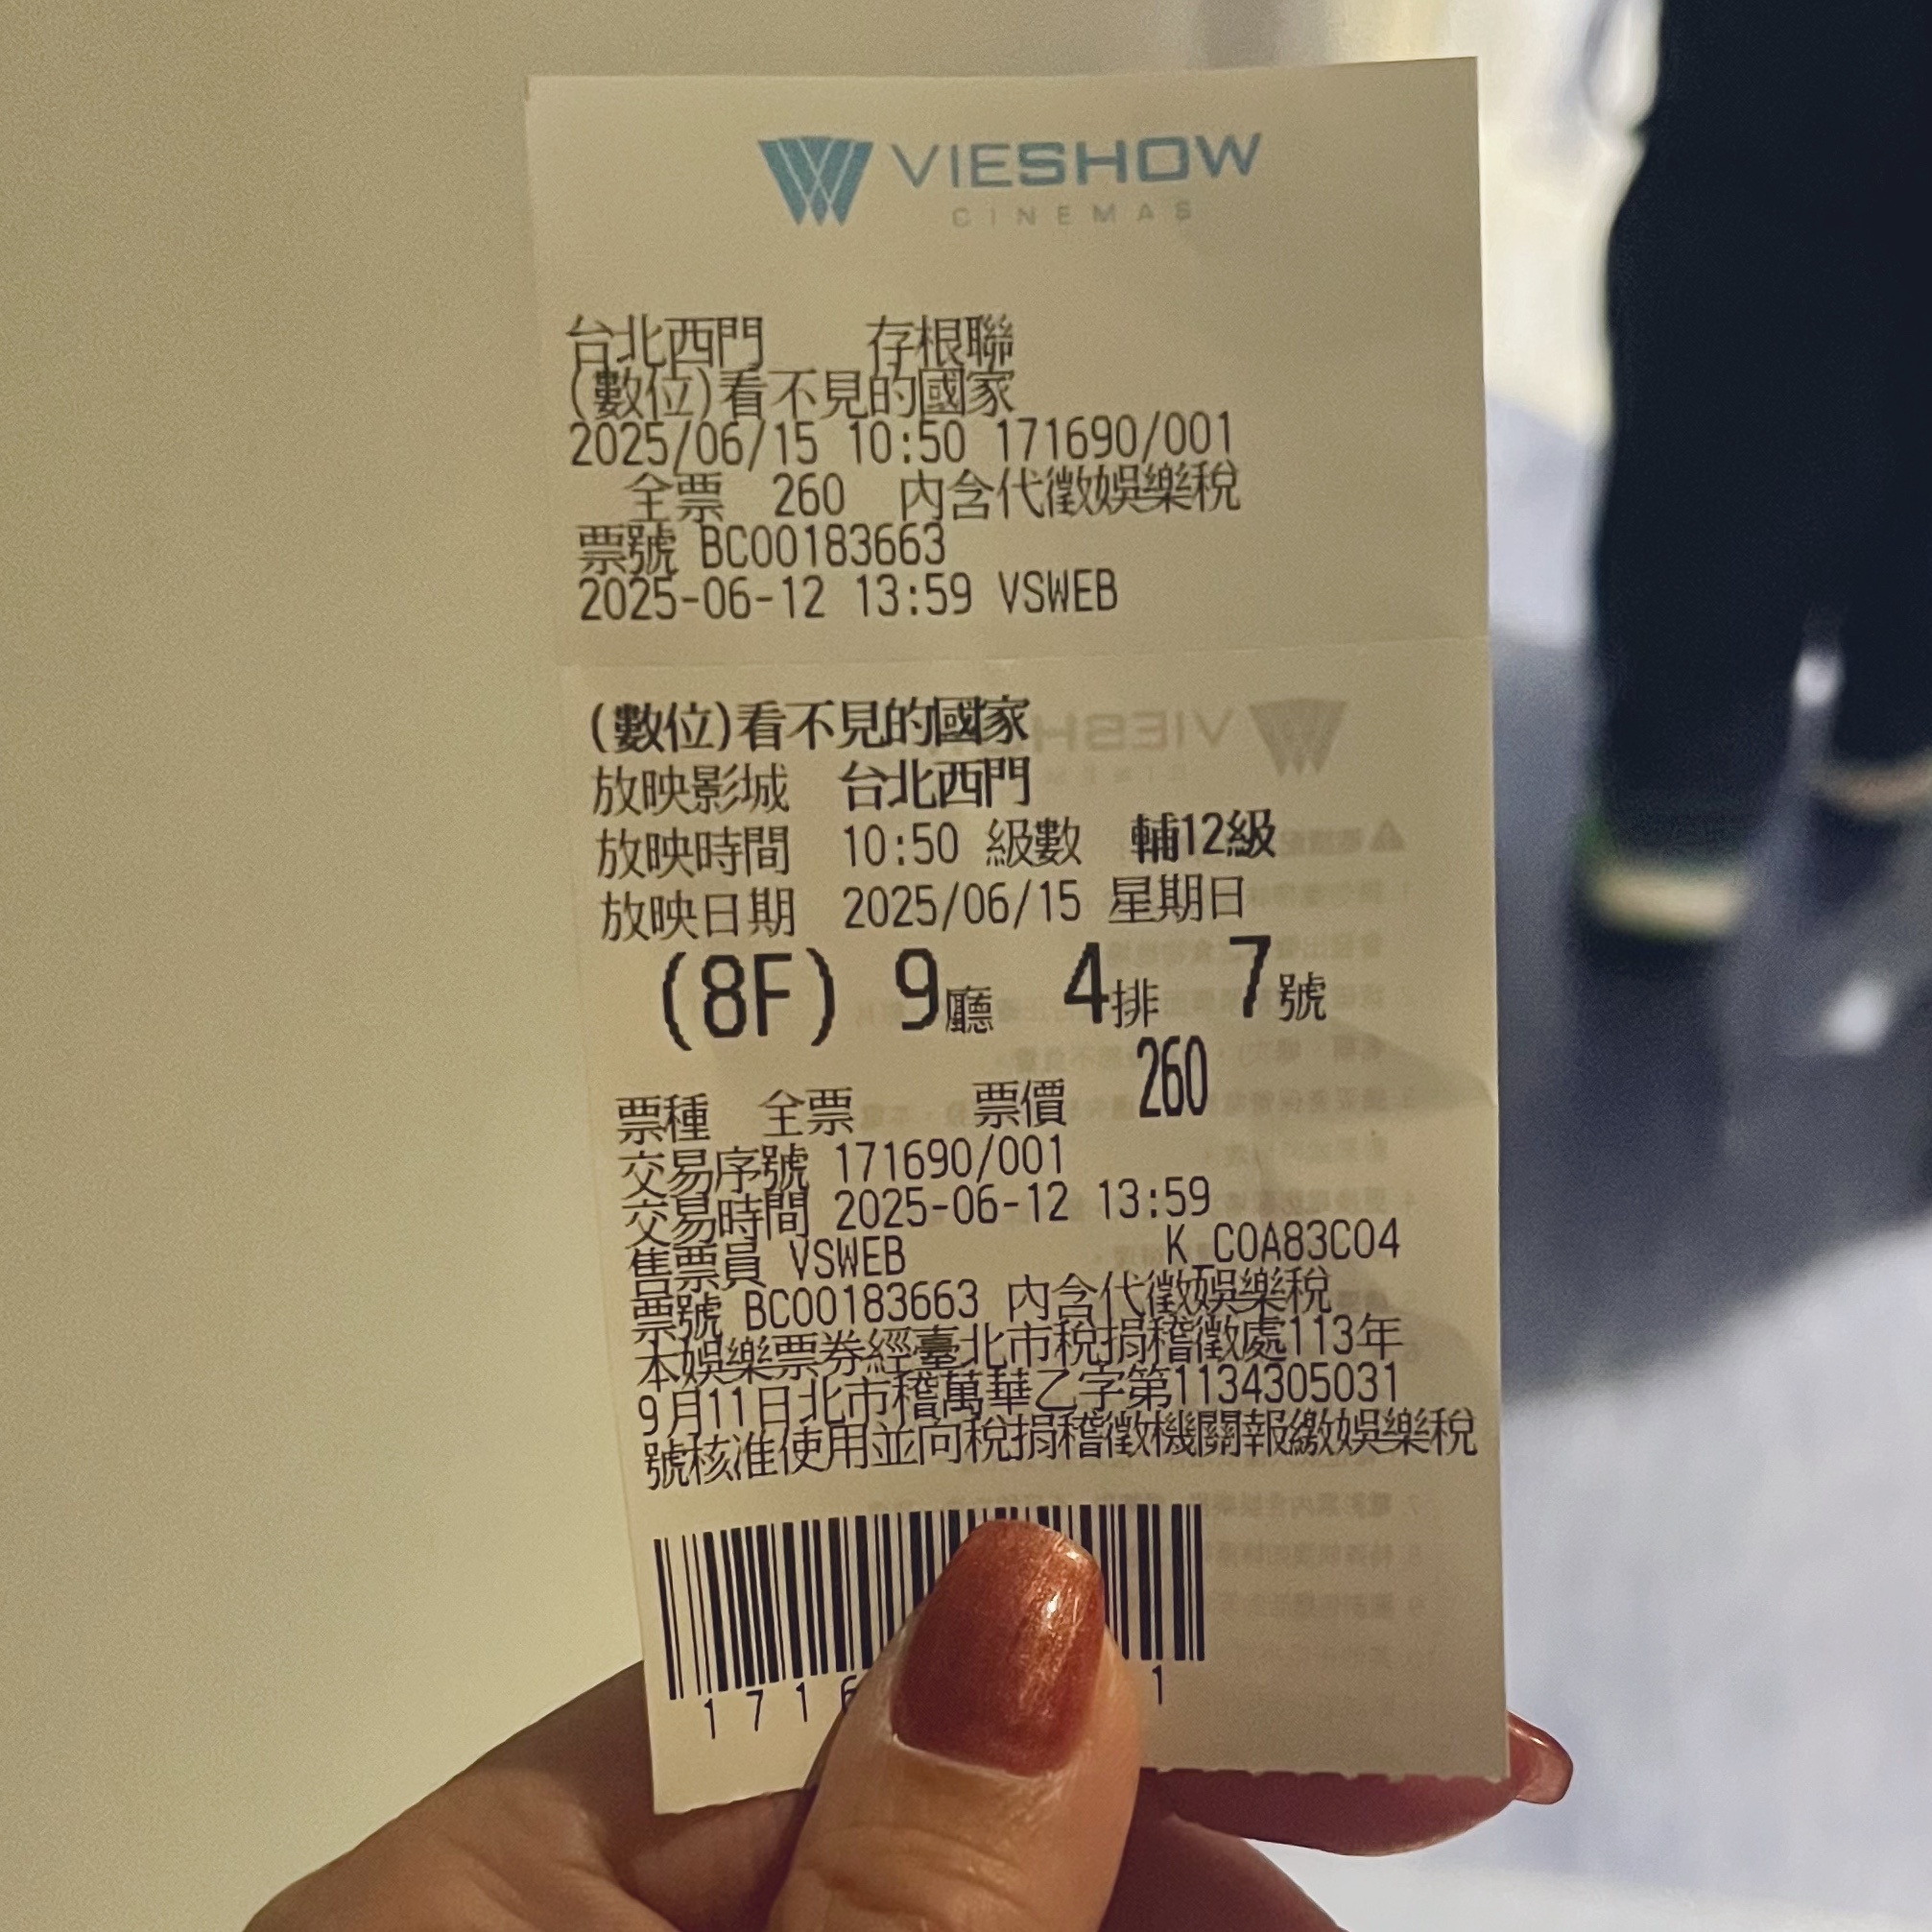 VIESHOW
CINEMAS
台北西門 存根聯
(數位)看不見的國家
2025/06/15 10:50 171690/001
全票 260 內含代徵娛樂稅
票號 BC00183663
2025-06-12 13:59 VSWEB
(數位)看不見的國家
放映影城 台北西門
放映時間 10:50 級數 輔12級
放映日期 2025/06/15 星期日
(8F) 9廳 4排 7號
票種 全票 票價 260
交易序號 171690/001
交易時間 2025-06-12 13:59
售票員 VSWEB K_C0A83C04
票號 BC00183663 內含代徵娛樂稅
本娛樂票券經臺北市稅捐稽徵處113年
9月11日北市稽萬華乙字第1134305031
號核准使用並向稅捐稽徵機關報繳娛樂稅
1 7 1 6 1